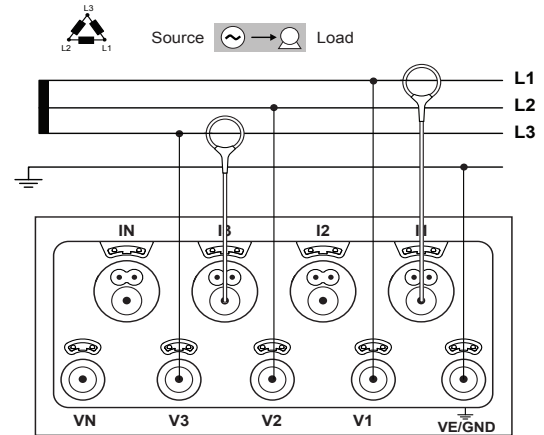 L3
L2 L1
Source Load
L1
L2
L3
IN I3 I2 I1
VN V3 V2 V1 VE/GND